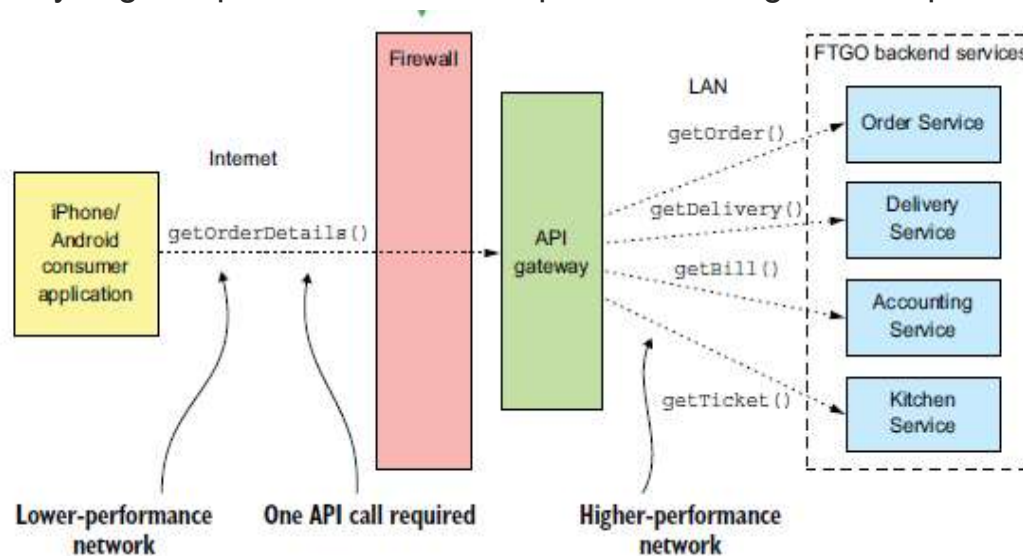 Firewall
FTGO backend services
LAN
Order Service
getOrder()
Internet
iPhone/
Android
consumer
application
getOrderDetails()
API
gateway
getDelivery()
Delivery
Service
getBill()
Accounting
Service
getTicket()
Kitchen
Service
Lower-performance
network
One API call required
Higher-performance
network